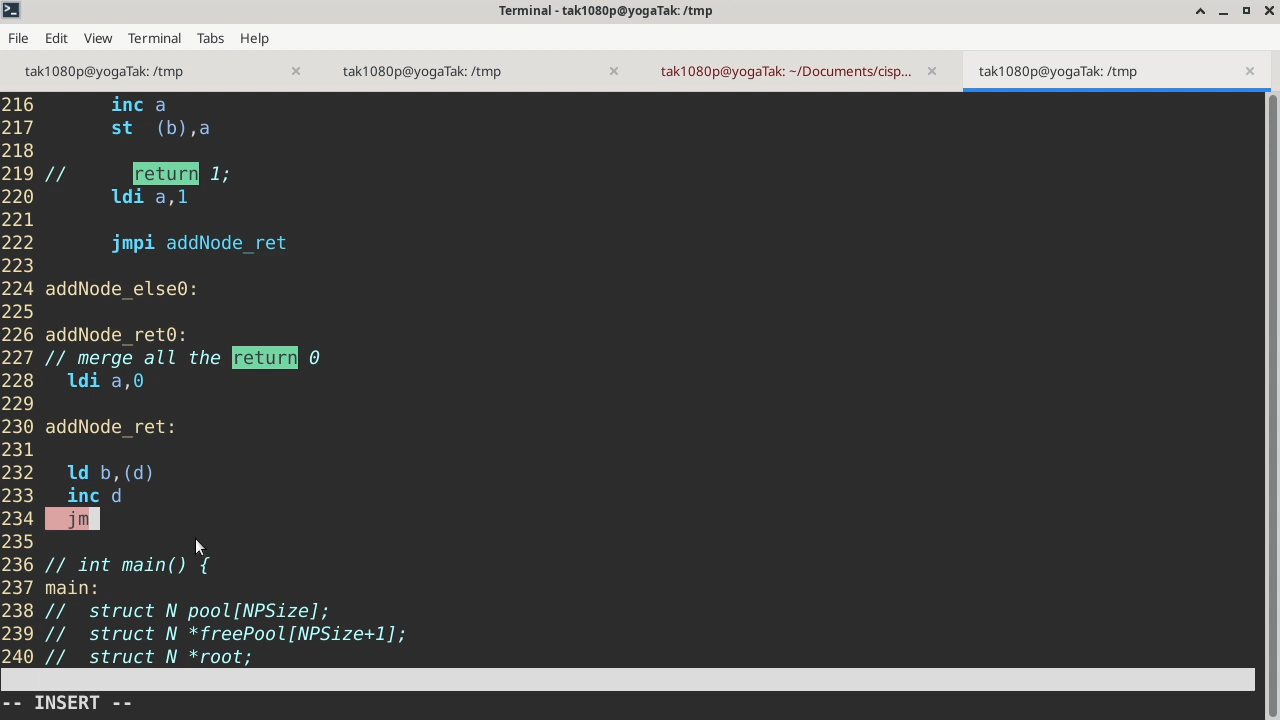 Terminal - tak1080p@yogaTak: /tmp
File Edit View Terminal Tabs Help
tak1080p@yogaTak: /tmp tak1080p@yogaTak: /tmp tak1080p@yogaTak: ~/Documents/cisp... tak1080p@yogaTak: /tmp
216 inc a
217 st (b),a
218
219 // return 1;
220 ldi a,1
221
222 jmpi addNode_ret
223
224 addNode_else0:
225
226 addNode_ret0:
227 // merge all the return 0
228 ldi a,0
229
230 addNode_ret:
231
232 ld b,(d)
233 inc d
234 jm
235
236 // int main() {
237 main:
238 // struct N pool[NPSize];
239 // struct N *freePool[NPSize+1];
240 // struct N *root;
-- INSERT --